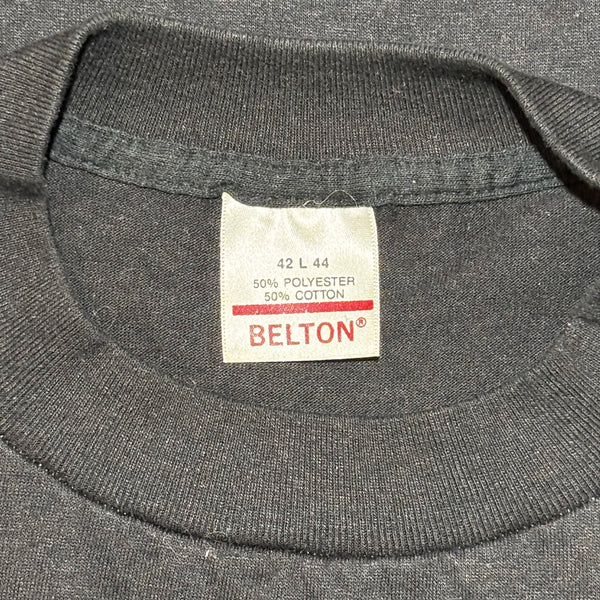 42 L 44
50% POLYESTER
50% COTTON
BELTON®